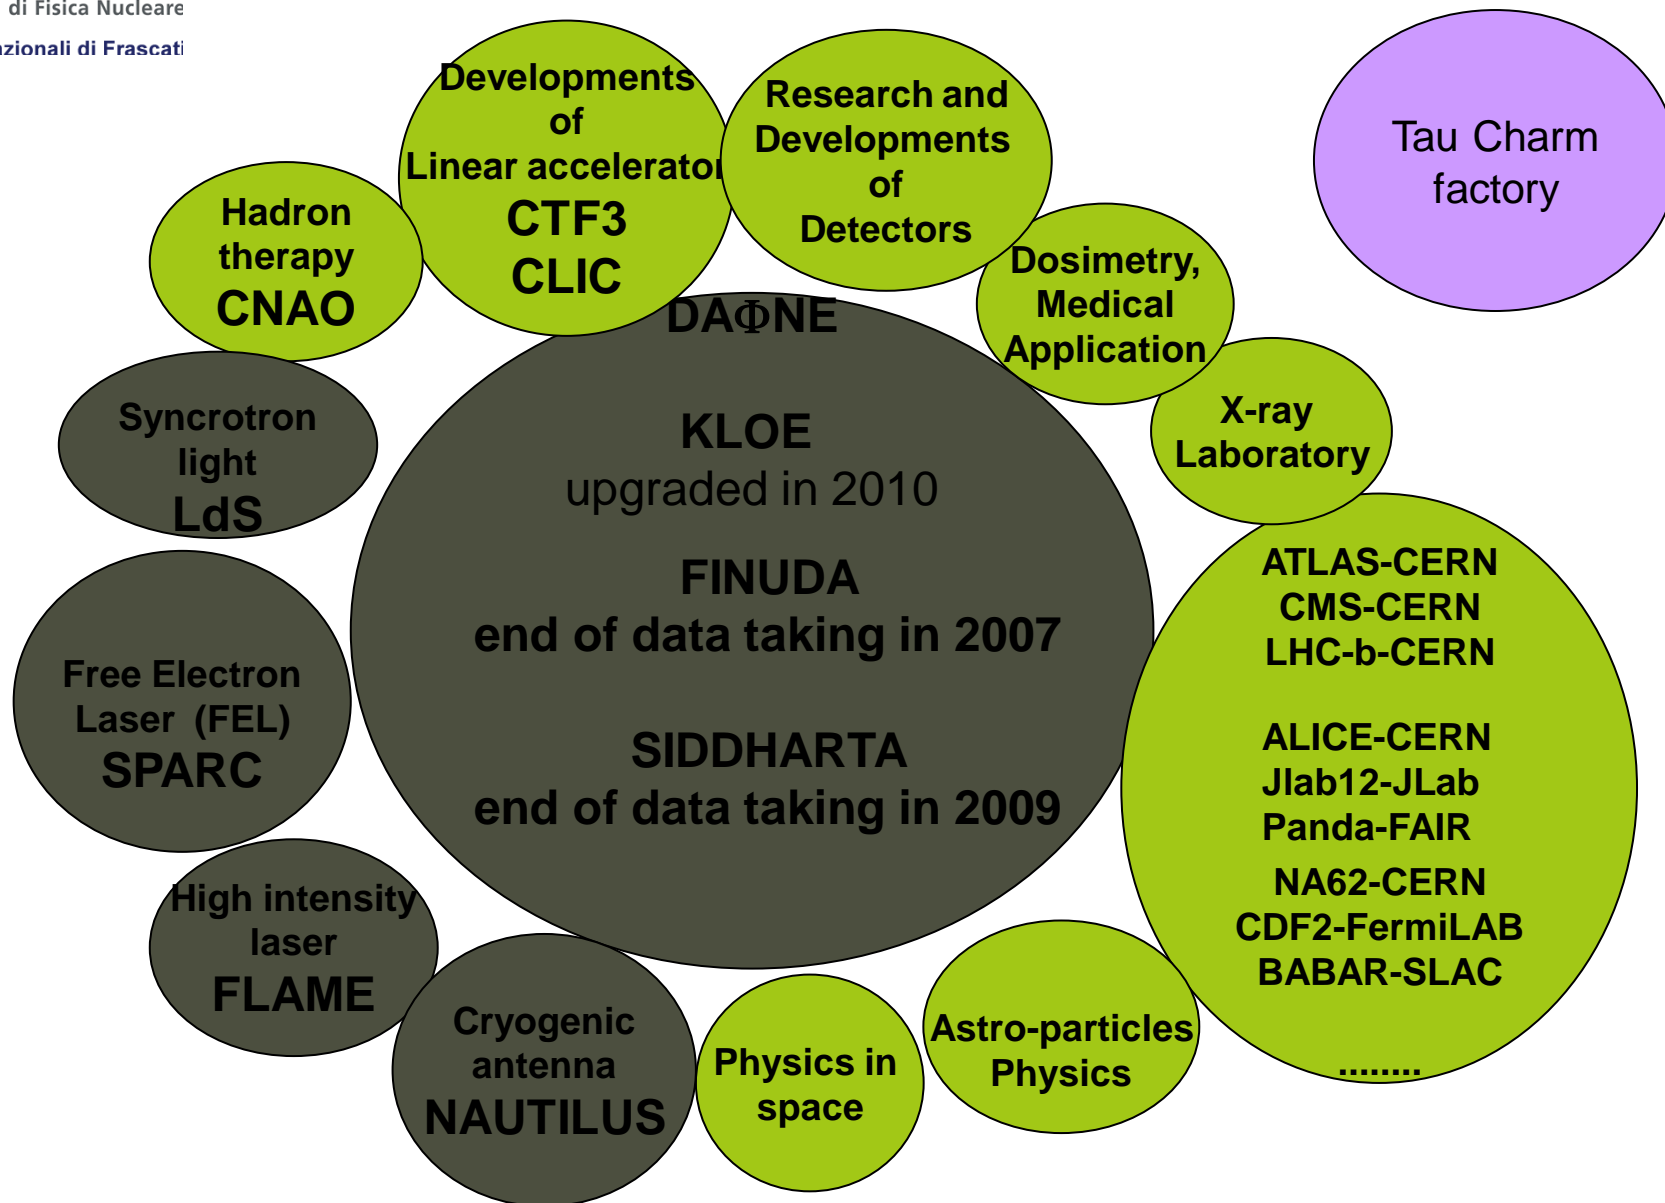 di Fisica Nucleare
zionali di Frascati
Developments
of
Linear accelerator
CTF3
CLIC
Research and
Developments
of
Detectors
Tau Charm
factory
Hadron
therapy
CNAO
Dosimetry,
Medical
Application
X-ray
Laboratory
Syncrotron
light
LdS
DAΦNE
KLOE
upgraded in 2010
FINUDA
end of data taking in 2007
SIDDHARTA
end of data taking in 2009
ATLAS-CERN
CMS-CERN
LHC-b-CERN
ALICE-CERN
Jlab12-JLab
Panda-FAIR
NA62-CERN
CDF2-FermiLAB
BABAR-SLAC
........
Free Electron
Laser (FEL)
SPARC
High intensity
laser
FLAME
Cryogenic
antenna
NAUTILUS
Physics in
space
Astro-particles
Physics